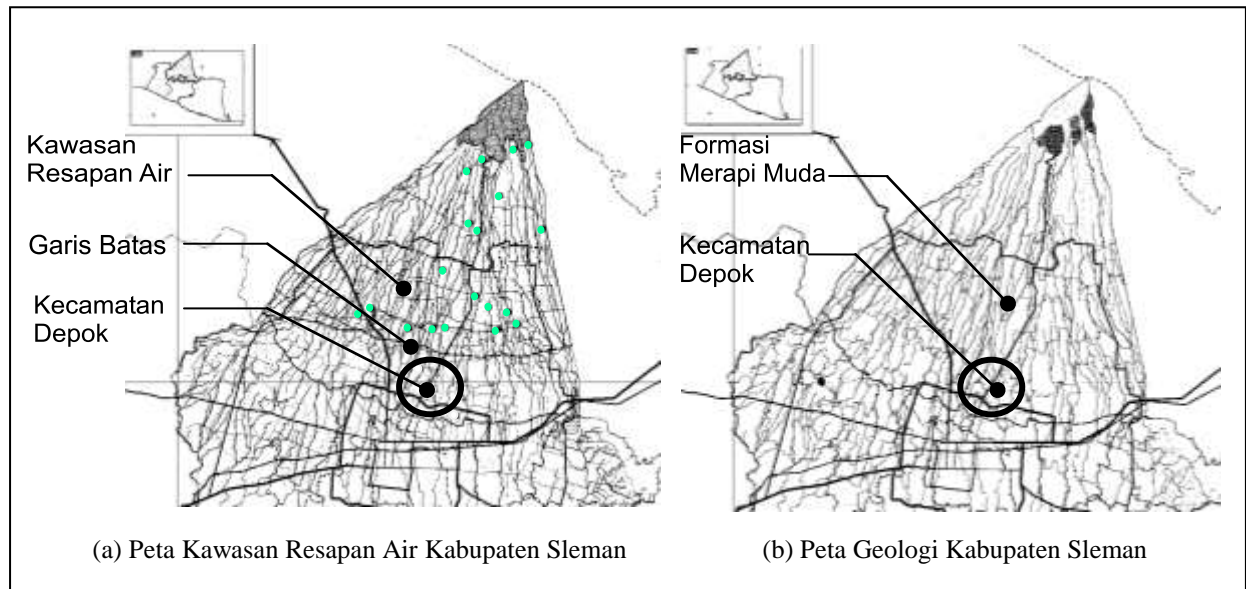 Kawasan
Resapan Air
Garis Batas
Kecamatan
Depok
Formasi
Merapi Muda
Kecamatan
Depok
(a) Peta Kawasan Resapan Air Kabupaten Sleman
(b) Peta Geologi Kabupaten Sleman